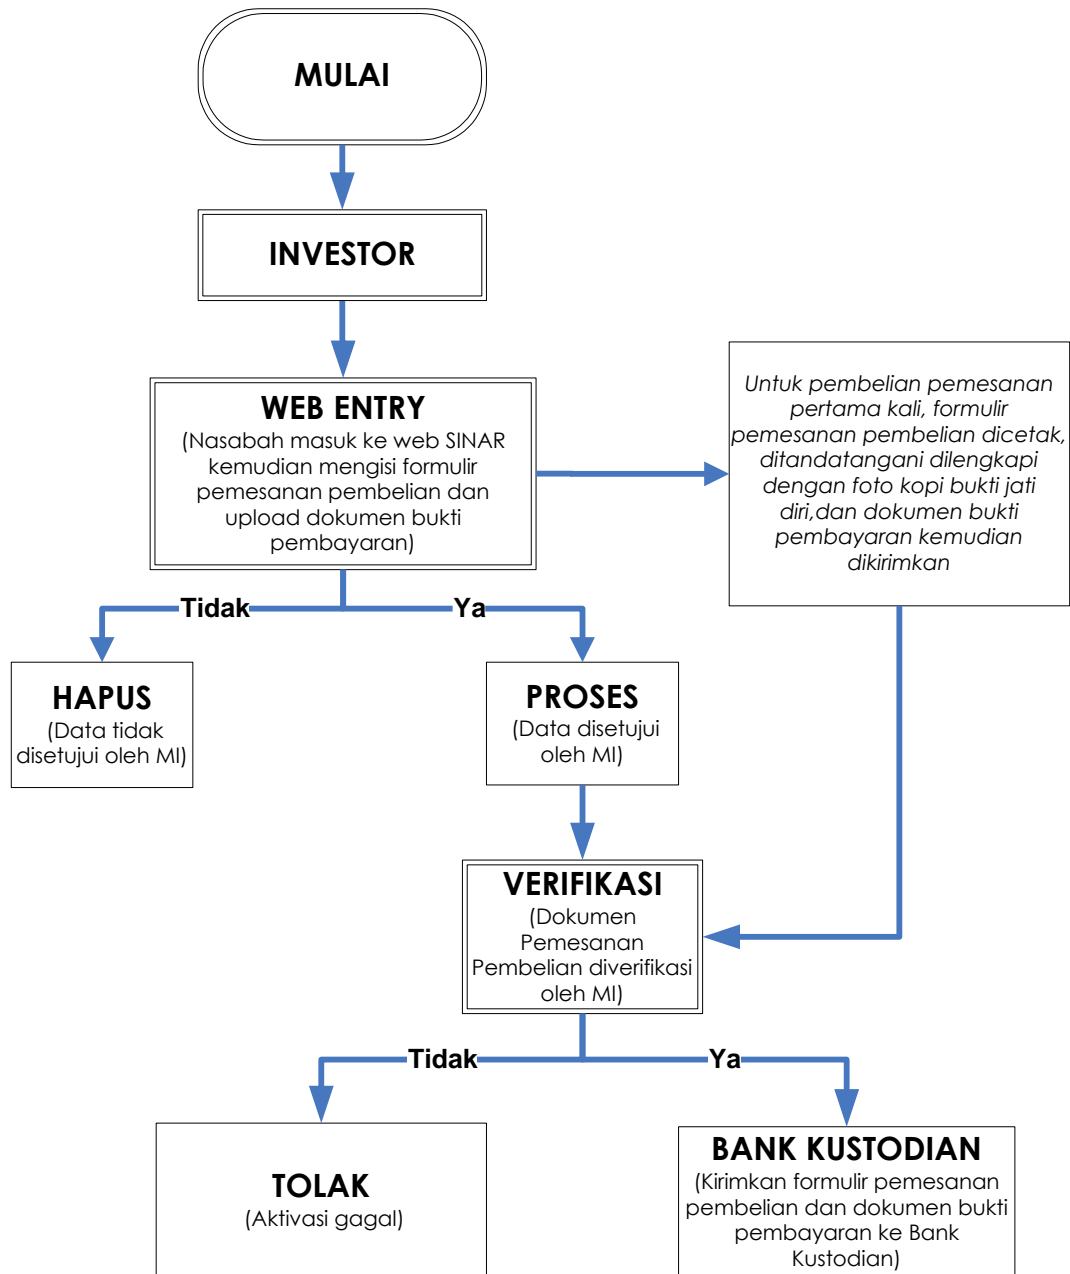 MULAI
INVESTOR
WEB ENTRY
(Nasabah masuk ke web SINAR
kemudian mengisi formulir
pemesanan pembelian dan
upload dokumen bukti
pembayaran)
Untuk pembelian pemesanan
pertama kali, formulir
pemesanan pembelian dicetak,
ditandatangani dilengkapi
dengan foto kopi bukti jati
diri,dan dokumen bukti
pembayaran kemudian
dikirimkan
Tidak
Ya
HAPUS
(Data tidak
disetujui oleh MI)
PROSES
(Data disetujui
oleh MI)
VERIFIKASI
(Dokumen
Pemesanan
Pembelian diverifikasi
oleh MI)
Tidak
Ya
TOLAK
(Aktivasi gagal)
BANK KUSTODIAN
(Kirimkan formulir pemesanan
pembelian dan dokumen bukti
pembayaran ke Bank
Kustodian)